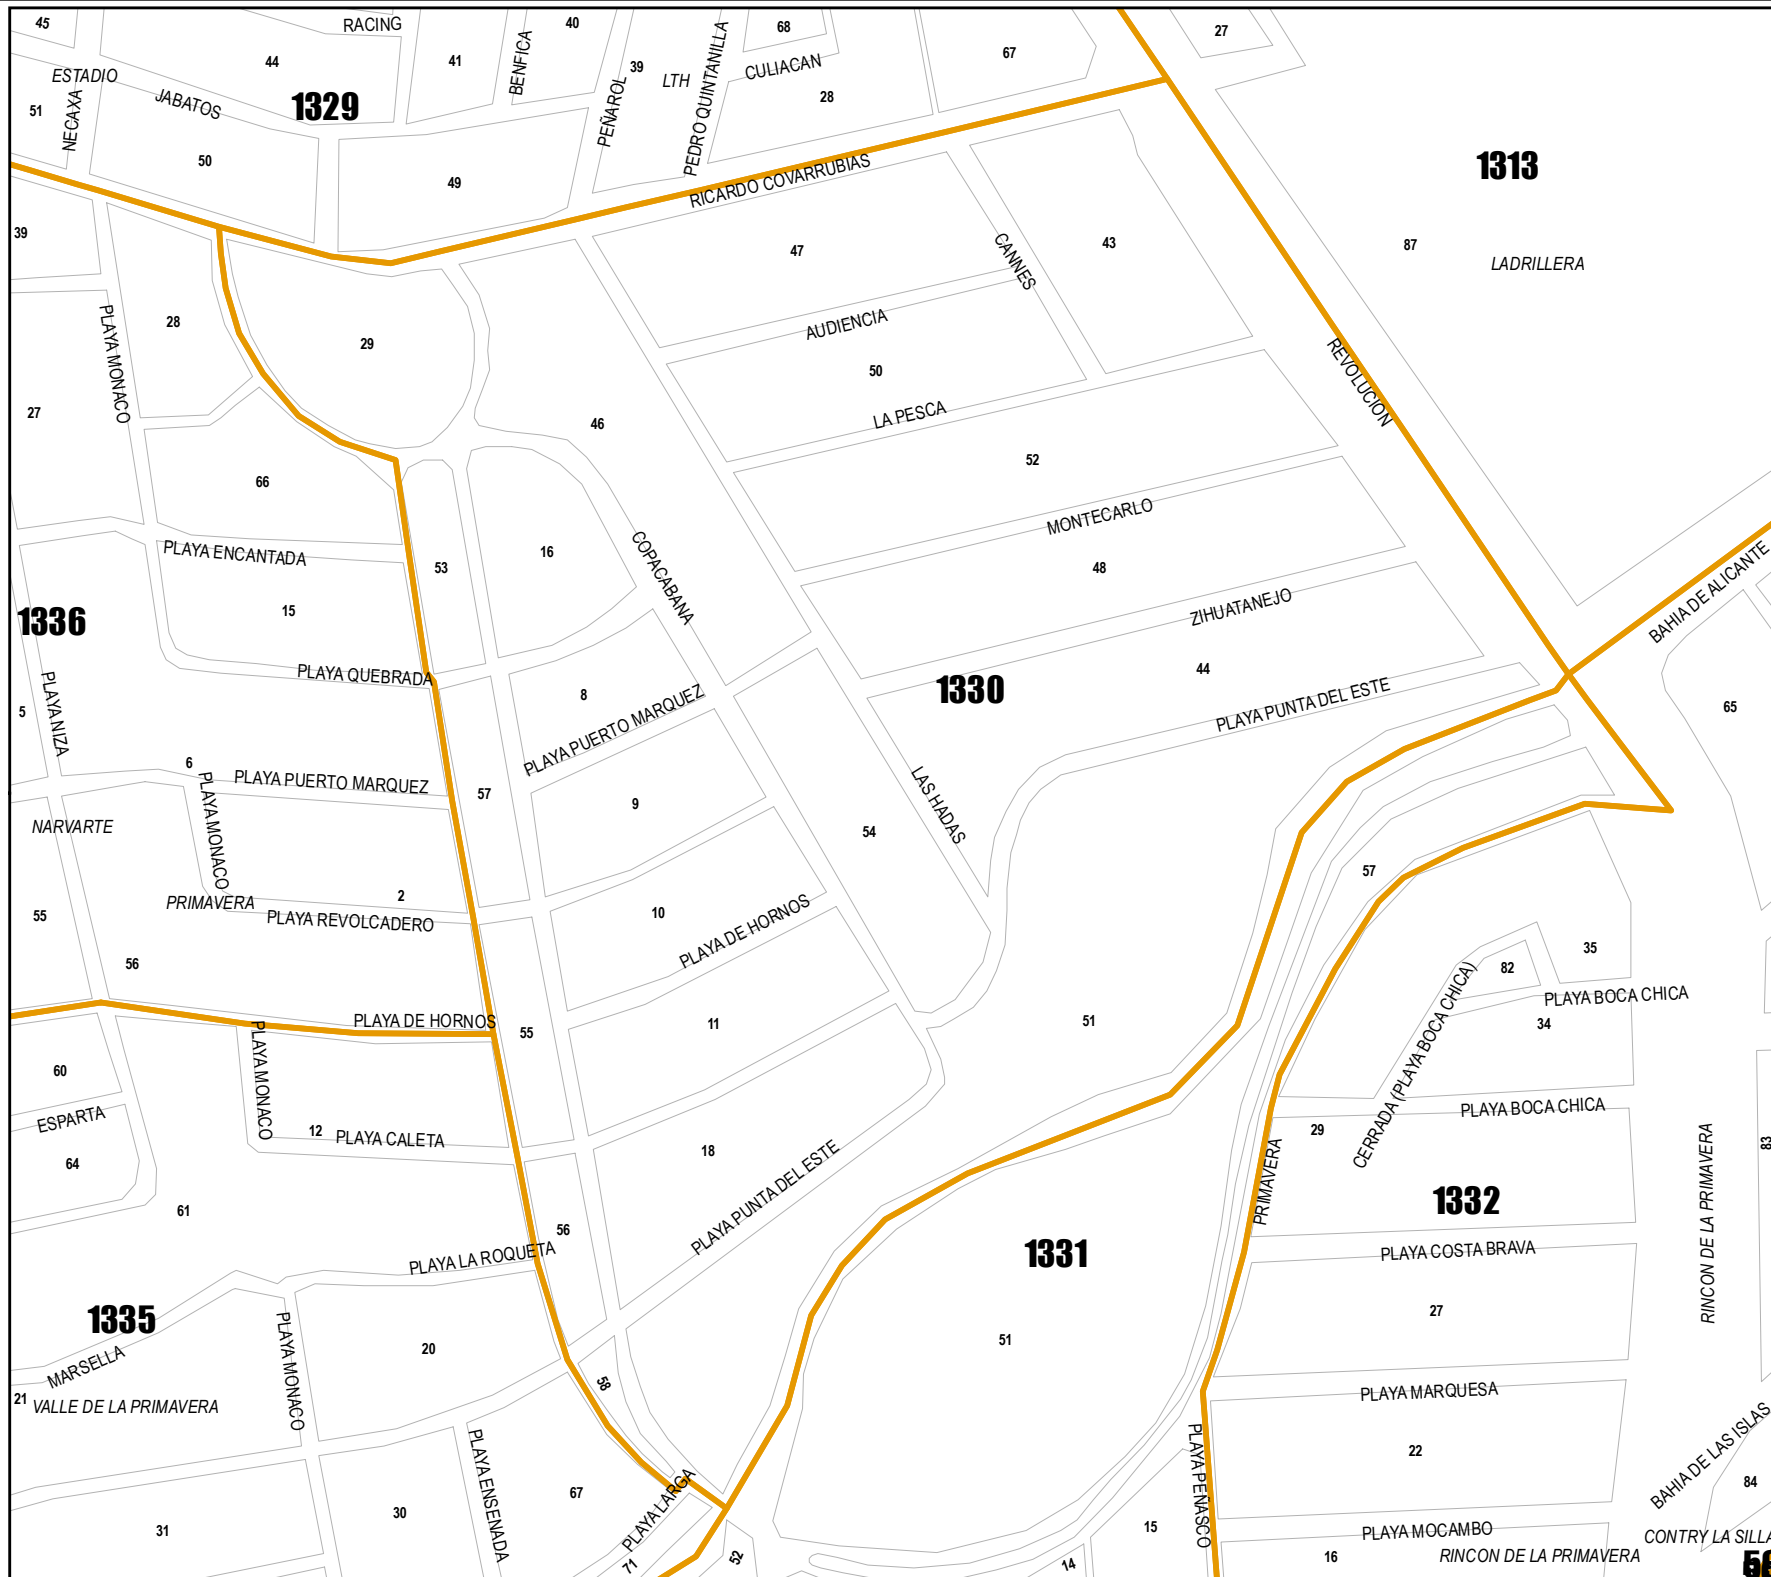 45
RACING
40
68
27
44
41
BENFICA
39
LTH
PEDRO QUINTANILLA
CULIACAN
67
ESTADIO
JABATOS
1329
PEÑAROL
28
51
NECAXA
50
49
RICARDO COVARRUBIAS
1313
39
47
CANNES
43
87
LADRILLERA
28
PLAYA MONACO
29
AUDIENCIA
REVOLUCION
50
27
46
LA PESCA
66
52
MONTECARLO
PLAYA ENCANTADA
53
16
COPACABANA
48
BAHIA DE ALICANTE
15
ZIHUATANEJO
1336
PLAYA QUEBRADA
44
5
PLAYA NIZA
8
1330
PLAYA PUNTA DEL ESTE
65
PLAYA PUERTO MARQUEZ
6
PLAYA MONACO
PLAYA PUERTO MARQUEZ
57
9
LAS HADAS
NARVARTE
54
57
PRIMAVERA
2
PLAYA REVOLCADERO
55
10
PLAYA DE HORNOS
56
35
82
PLAYA BOCA CHICA
PLAYA DE HORNOS
55
11
51
34
CERRADA (PLAYA BOCA CHICA)
60
PLAYA MONACO
ESPARTA
12
PLAYA CALETA
PLAYA BOCA CHICA
29
64
18
PLAYA PUNTA DEL ESTE
PRIMAVERA
RINCON DE LA PRIMAVERA
83
61
56
1332
PLAYA LA ROQUETA
1331
PLAYA COSTA BRAVA
1335
27
MARSELLA
PLAYA MONACO
20
51
58
21
VALLE DE LA PRIMAVERA
PLAYA MARQUESA
PLAYA PEÑASCO
22
BAHIA DE LAS ISLAS
84
PLAYA ENSENADA
67
PLAYA LARGA
31
30
15
PLAYA MOCAMBO
CONTRY LA SILLA
71
52
14
16
RINCON DE LA PRIMAVERA